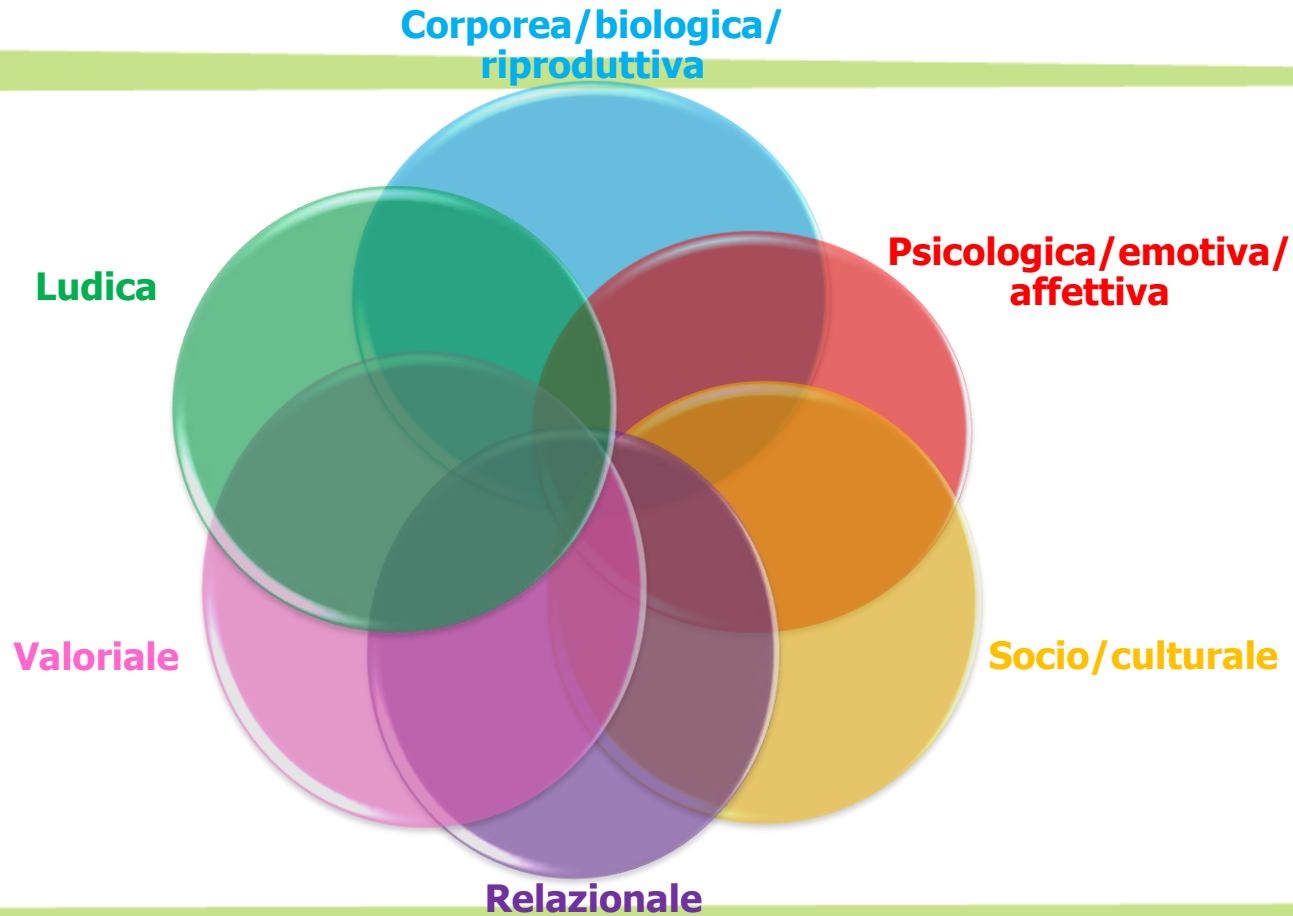 Corporea/biologica/
riproduttiva
Psicologica/emotiva/
affettiva
Ludica
Valoriale
Socio/culturale
Relazionale